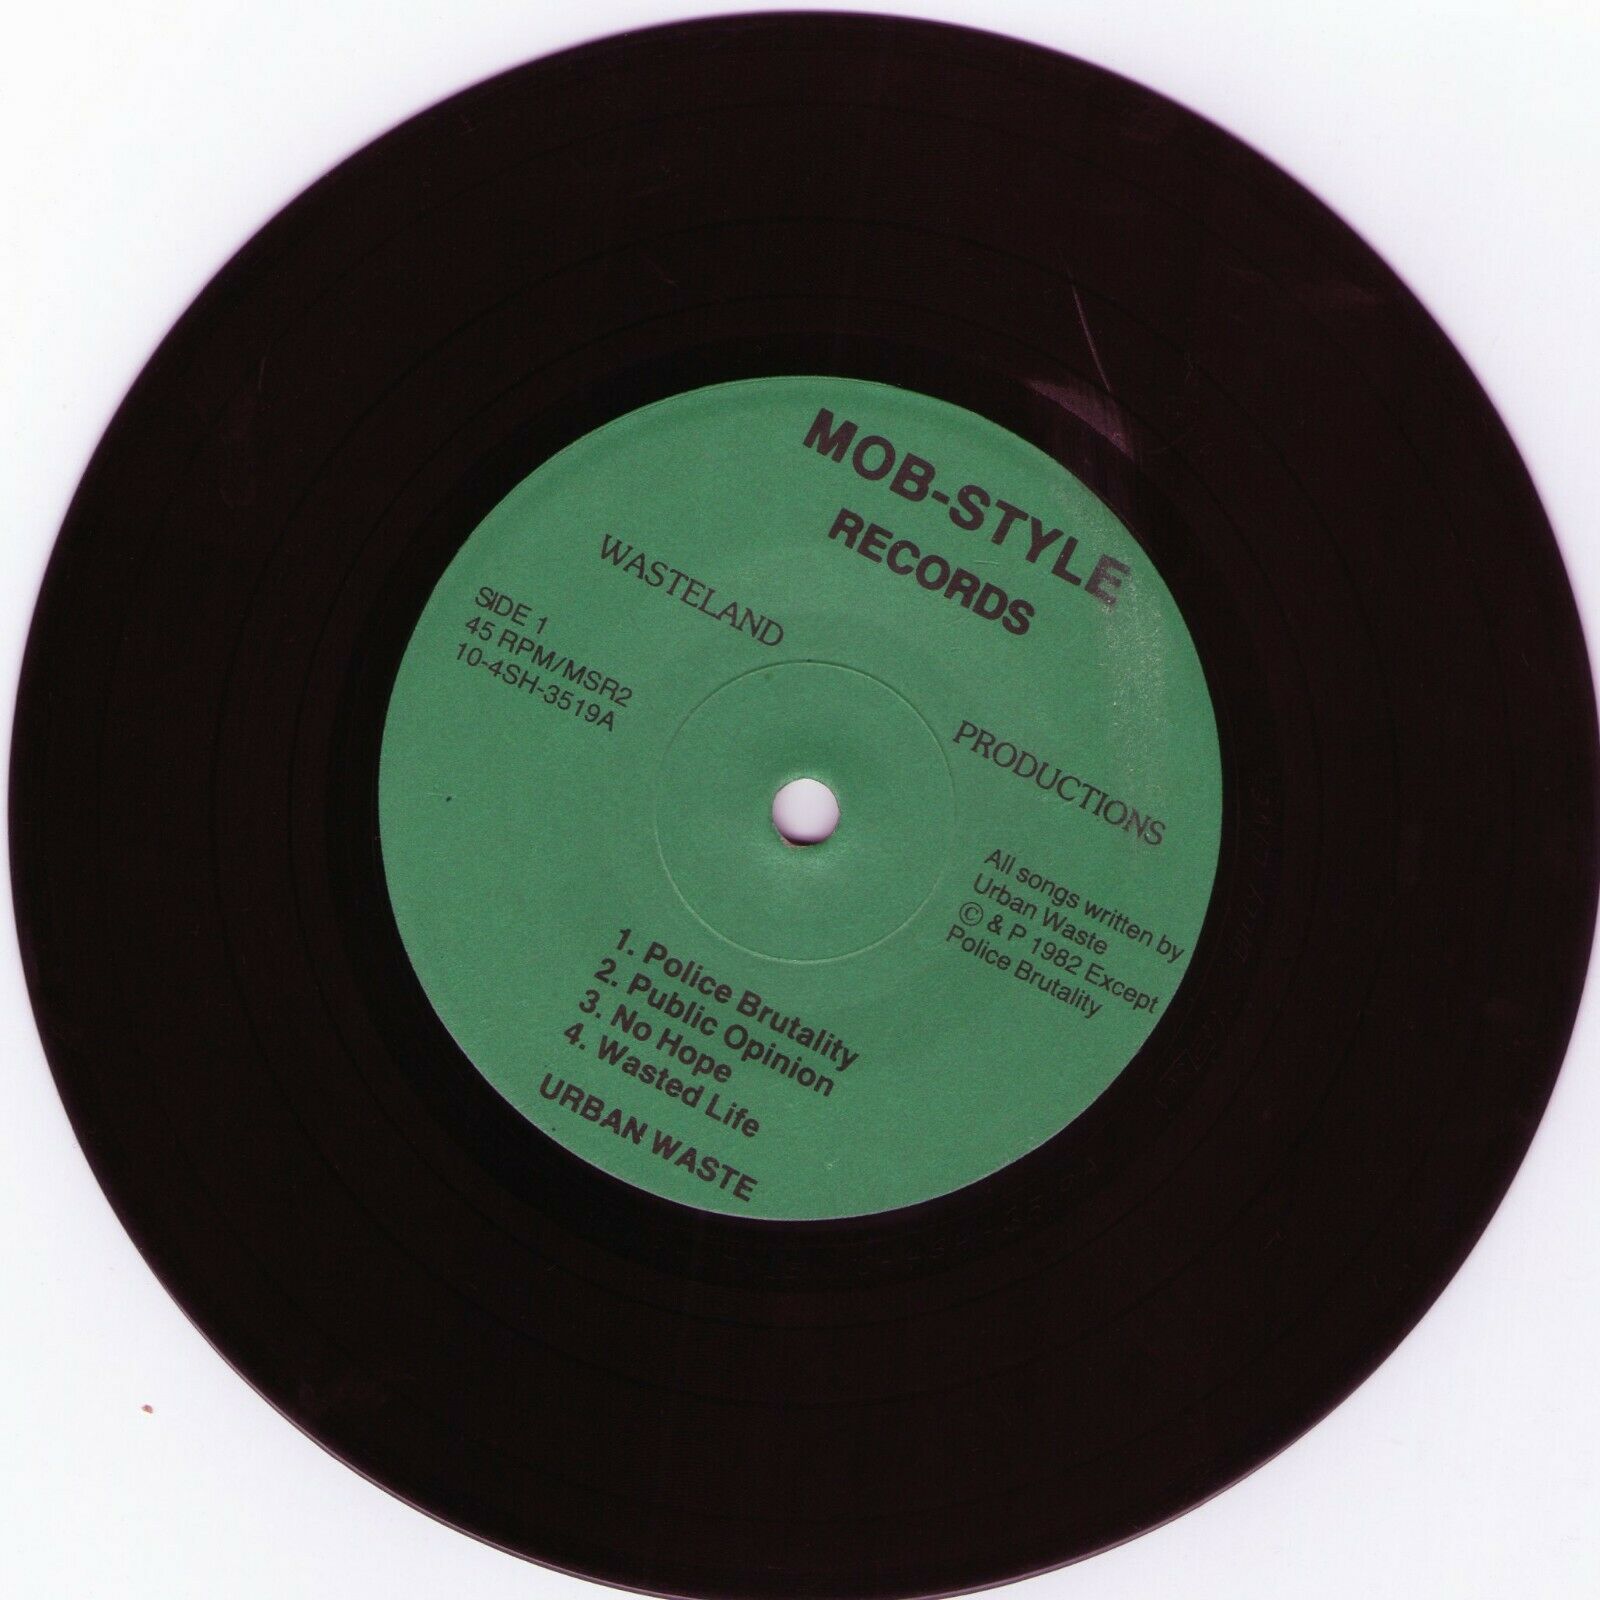 MOB-STYLE
RECORDS
WASTELAND
PRODUCTIONS
SIDE 1
45 RPM/MSR2
10-4SH-3519A
All songs written by
Urban Waste
© & P 1982 Except
Police Brutality
1. Police Brutality
2. Public Opinion
3. No Hope
4. Wasted Life
URBAN WASTE